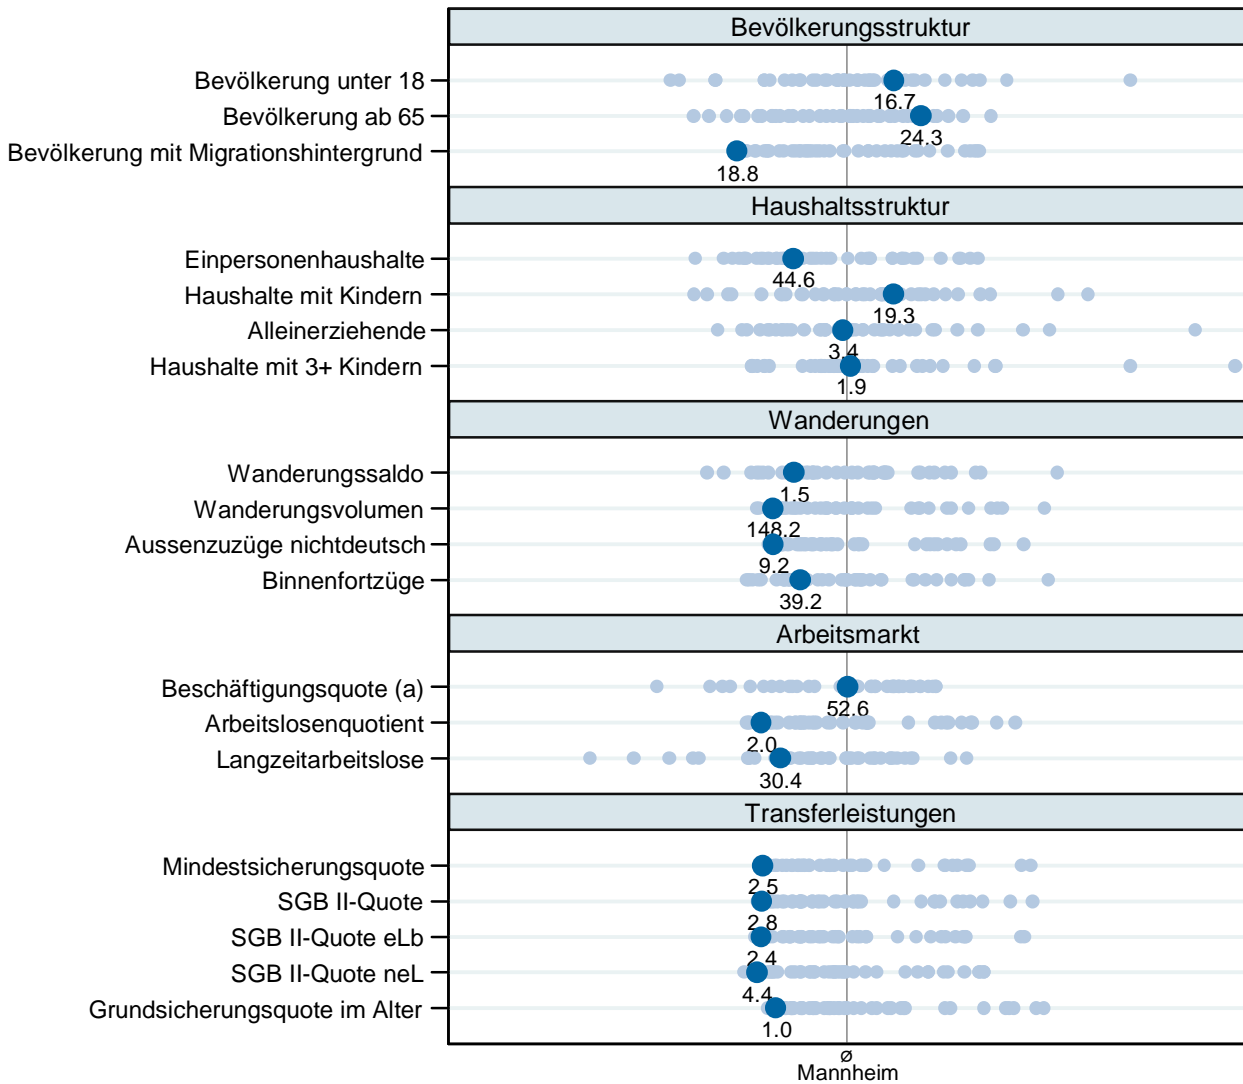 Bevölkerungsstruktur
Bevölkerung unter 18
16.7
Bevölkerung ab 65
24.3
Bevölkerung mit Migrationshintergrund
18.8
Haushaltsstruktur
Einpersonenhaushalte
44.6
Haushalte mit Kindern
19.3
Alleinerziehende
3.4
Haushalte mit 3+ Kindern
1.9
Wanderungen
Wanderungssaldo
1.5
Wanderungsvolumen
148.2
Aussenzuzüge nichtdeutsch
9.2
Binnenfortzüge
39.2
Arbeitsmarkt
Beschäftigungsquote (a)
52.6
Arbeitslosenquotient
2.0
Langzeitarbeitslose
30.4
Transferleistungen
Mindestsicherungsquote
2.5
SGB II-Quote
2.8
SGB II-Quote eLb
2.4
SGB II-Quote neL
4.4
Grundsicherungsquote im Alter
1.0
ø
Mannheim